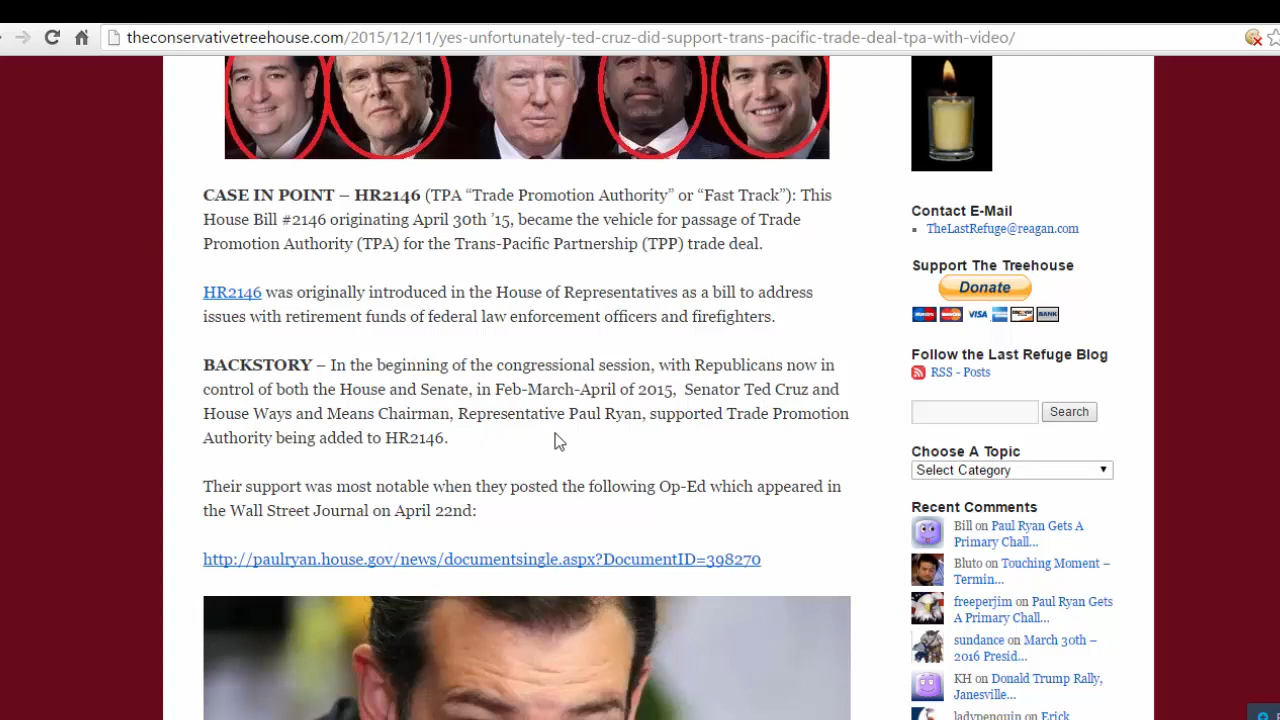 theconservativetreehouse.com/2015/12/11/yes-unfortunately-ted-cruz-did-support-trans-pacific-trade-deal-tpa-with-video/
CASE IN POINT – HR2146 (TPA “Trade Promotion Authority” or “Fast Track”): This
House Bill #2146 originating April 30th ’15, became the vehicle for passage of Trade
Promotion Authority (TPA) for the Trans-Pacific Partnership (TPP) trade deal.
HR2146 was originally introduced in the House of Representatives as a bill to address
issues with retirement funds of federal law enforcement officers and firefighters.
BACKSTORY – In the beginning of the congressional session, with Republicans now in
control of both the House and Senate, in Feb-March-April of 2015, Senator Ted Cruz and
House Ways and Means Chairman, Representative Paul Ryan, supported Trade Promotion
Authority being added to HR2146.
Their support was most notable when they posted the following Op-Ed which appeared in
the Wall Street Journal on April 22nd:
http://paulryan.house.gov/news/documentsingle.aspx?DocumentID=398270
Contact E-Mail
TheLastRefuge@reagan.com
Support The Treehouse
Donate
VISA
BANK
Follow the Last Refuge Blog
RSS - Posts
Search
Choose A Topic
Select Category
Recent Comments
Bill on Paul Ryan Gets A
Primary Chall...
Bluto on Touching Moment –
Termin...
freeperjim on Paul Ryan Gets
A Primary Chall...
sundance on March 30th –
2016 Presid...
KH on Donald Trump Rally,
Janesville...
ladypenquin on Erick